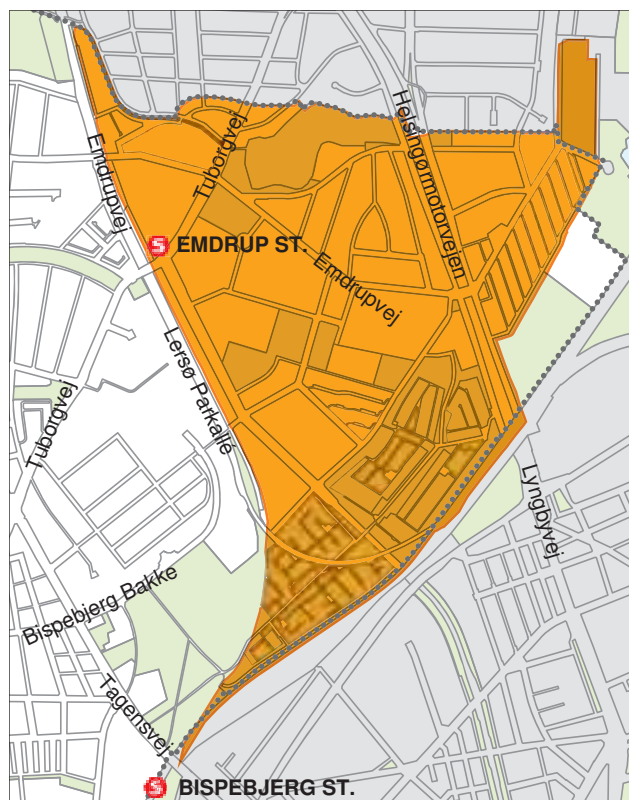 Helsingørmotorvejen
Tuborgvej
Emdrupvej
S EMDRUP ST.
Emdrupvej
Lersø Parkallé
Tuborgvej
Lyngbyvej
Bispebjerg Bakke
Tagensvej
S BISPEBJERG ST.